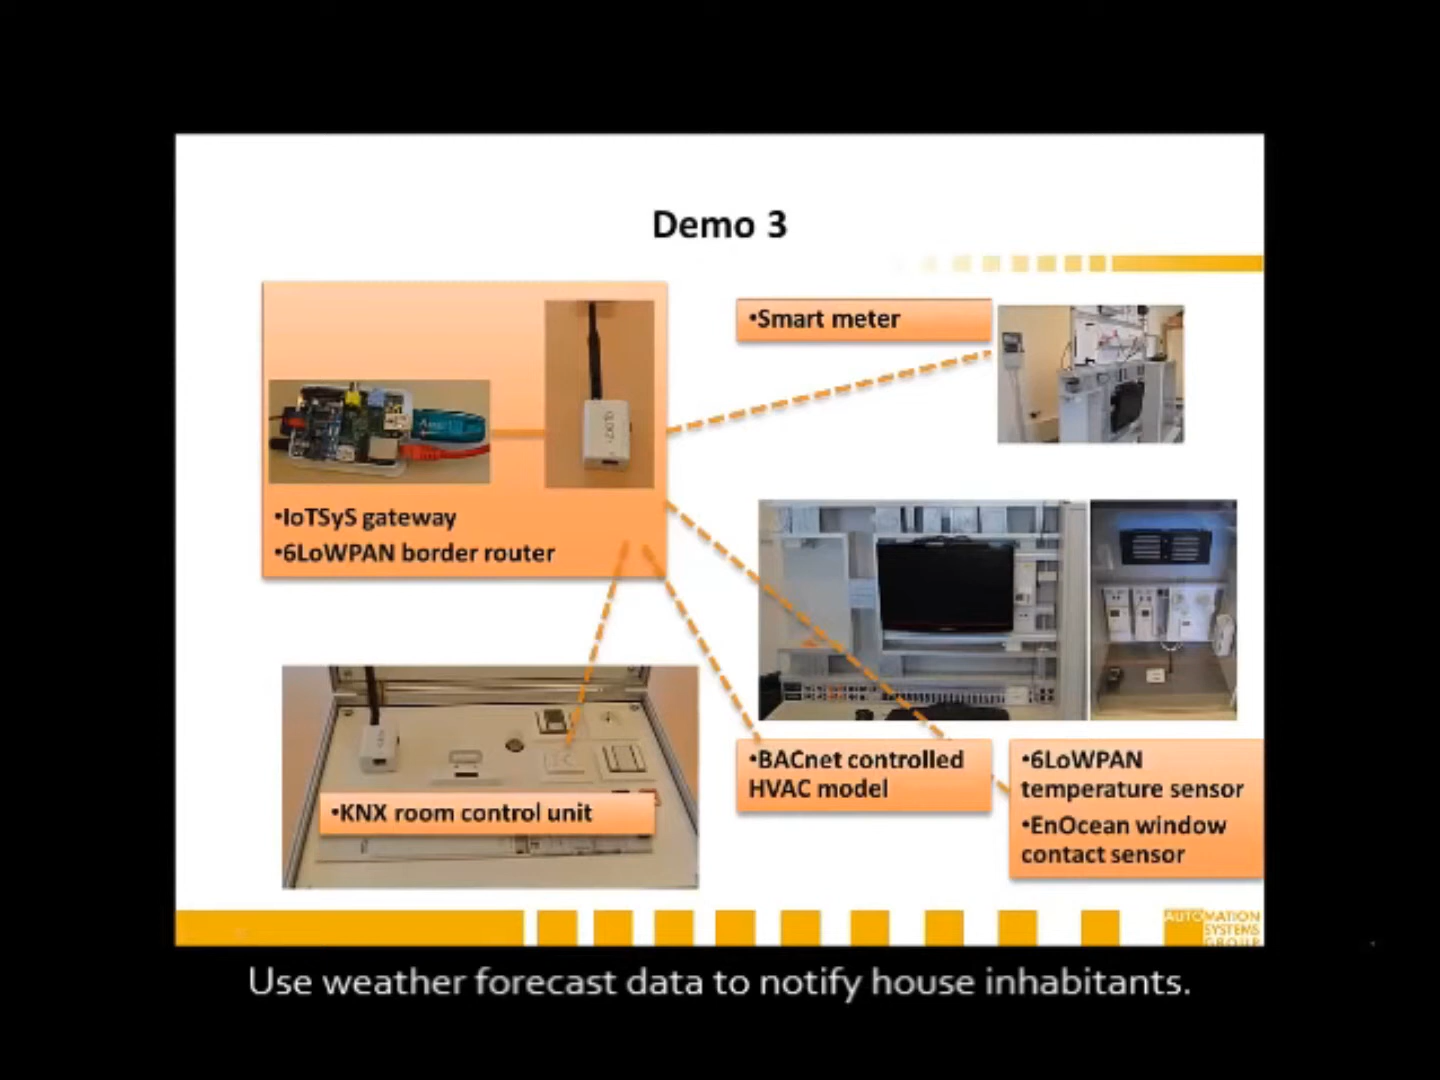 Demo 3
•Smart meter
•IoTSyS gateway
•6LoWPAN border router
•BACnet controlled
HVAC model
•6LoWPAN
temperature sensor
•EnOcean window
contact sensor
•KNX room control unit
AUTOMATION
SYSTEMS
GROUP
Use weather forecast data to notify house inhabitants.